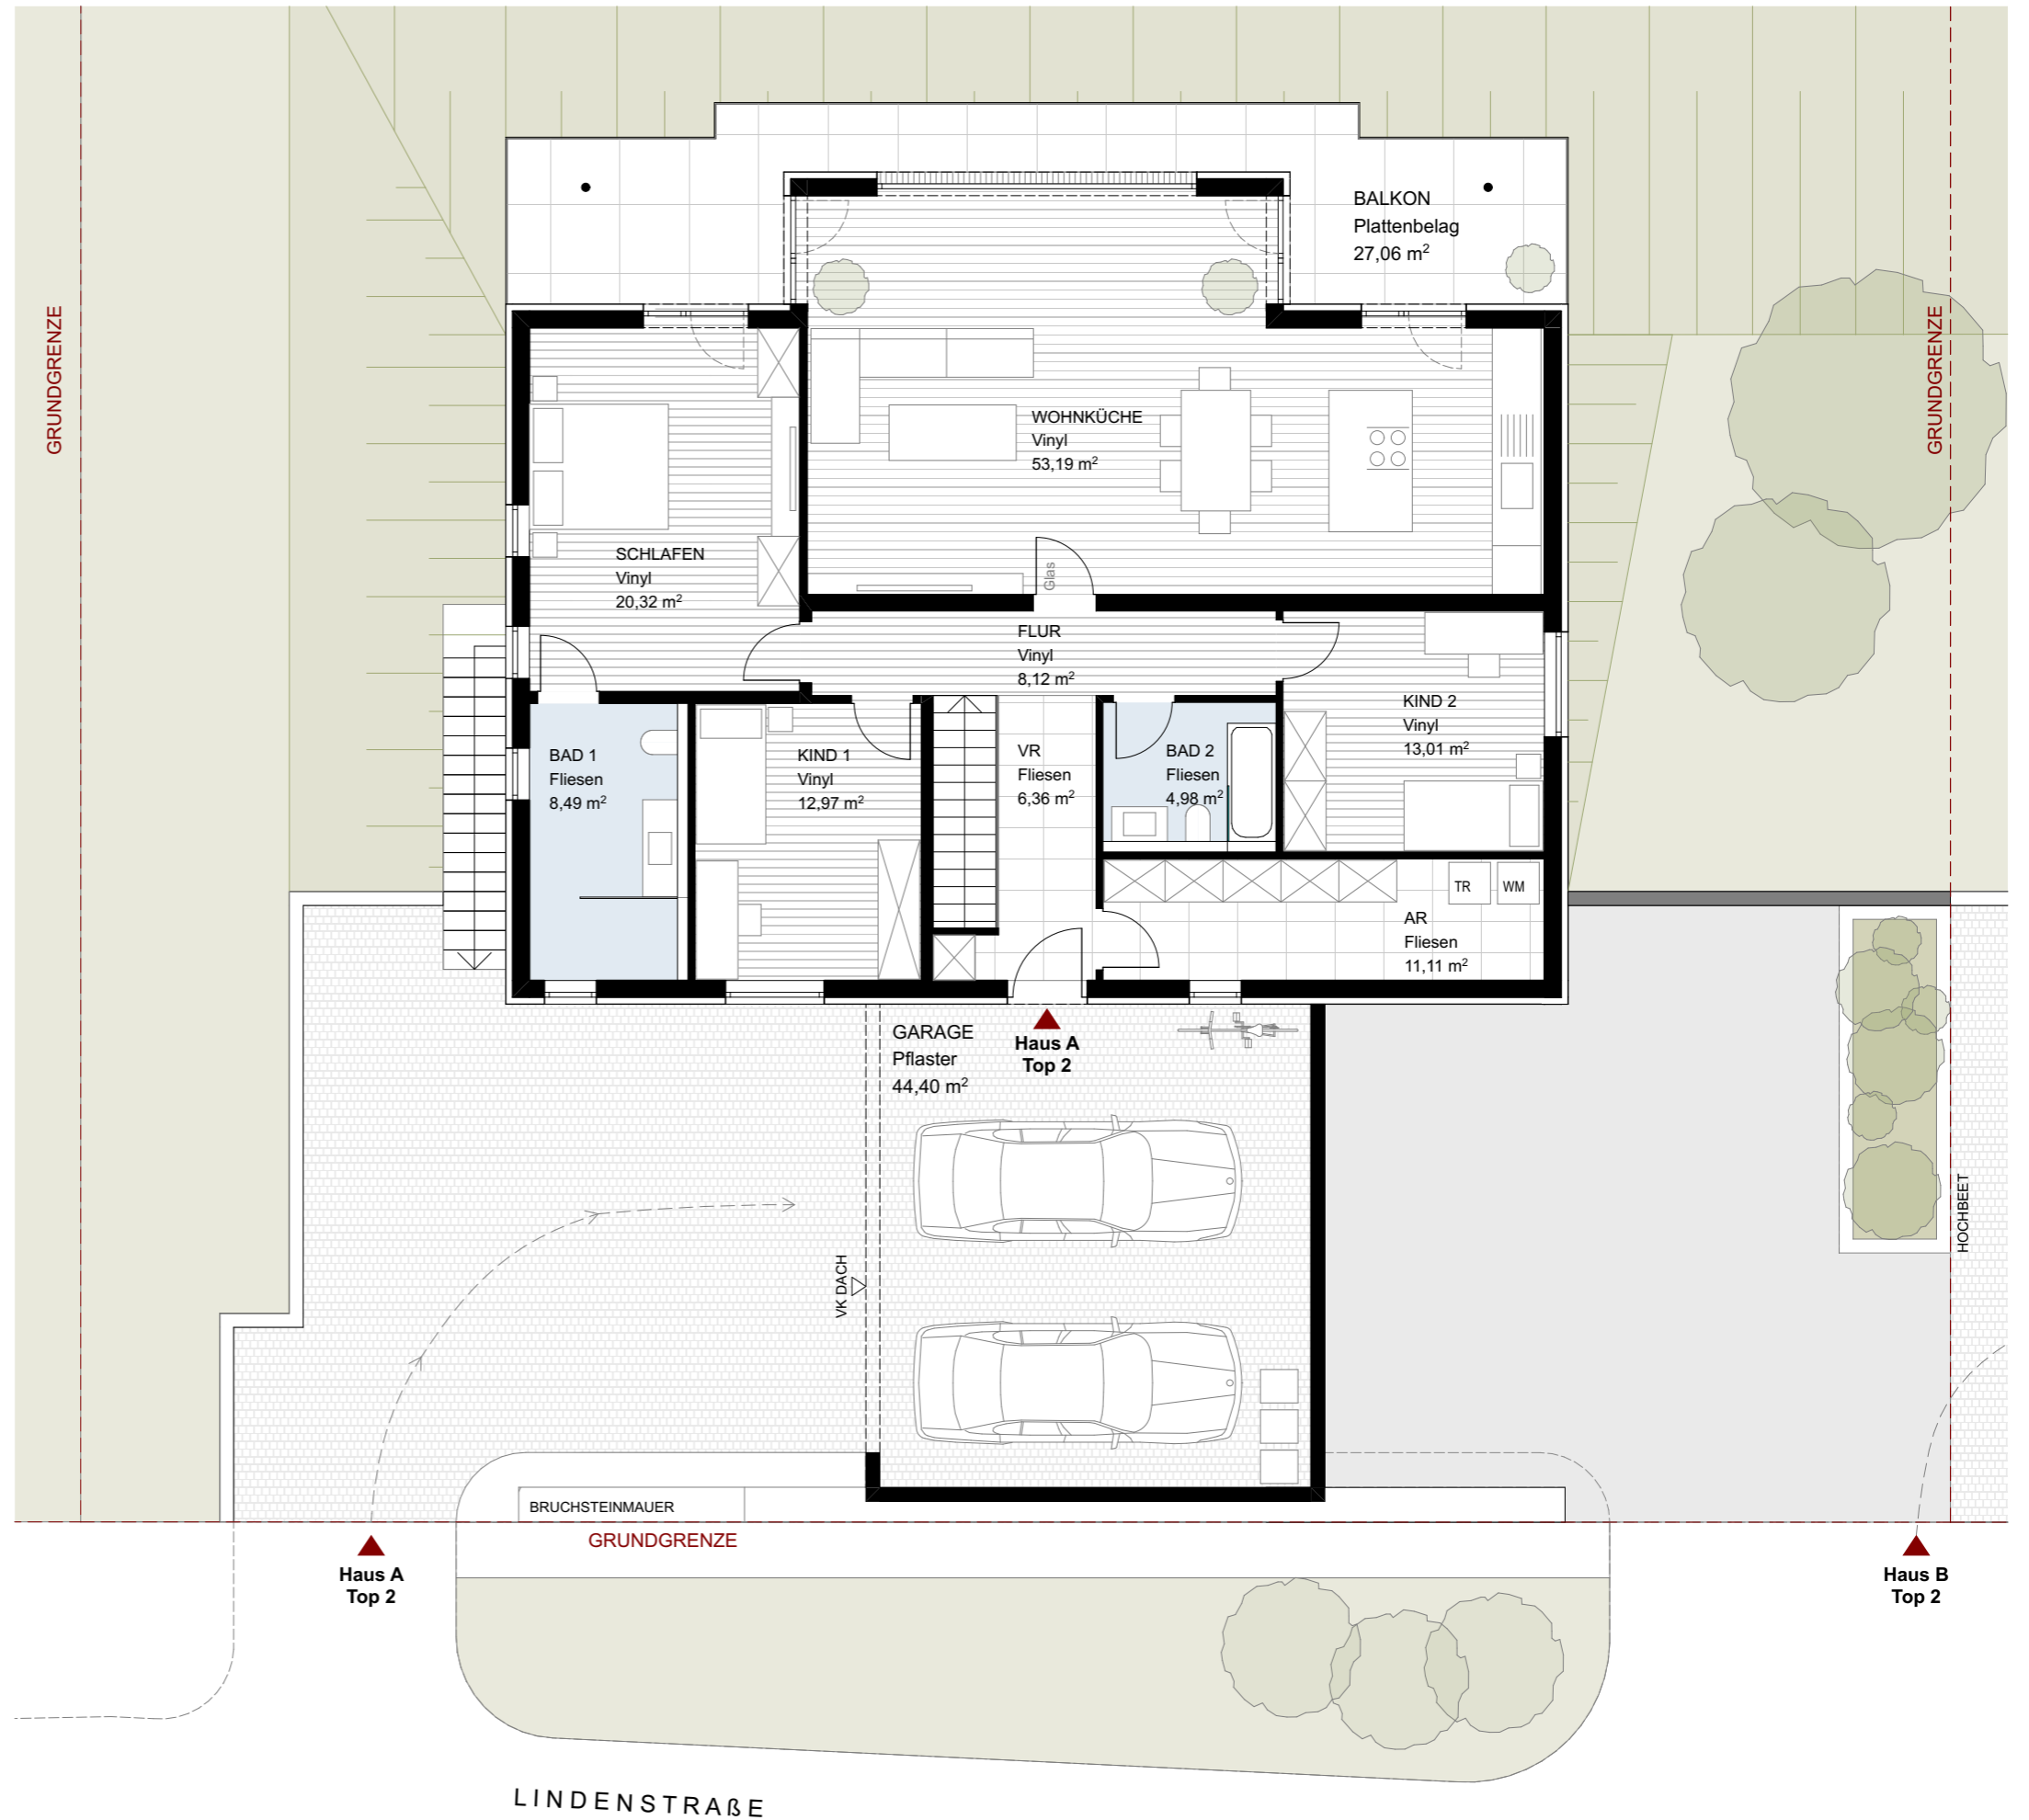 BALKON
Plattenbelag
27,06 m²
GRUNDGRENZE
GRUNDGRENZE
WOHNKÜCHE
Vinyl
53,19 m²
SCHLAFEN
Vinyl
20,32 m²
Glas
FLUR
Vinyl
8,12 m²
KIND 2
Vinyl
13,01 m²
BAD 1
Fliesen
8,49 m²
KIND 1
Vinyl
12,97 m²
VR
Fliesen
6,36 m²
BAD 2
Fliesen
4,98 m²
TR
WM
AR
Fliesen
11,11 m²
GARAGE
Pflaster
44,40 m²
Haus A
Top 2
HOCHBEET
VK DACH
BRUCHSTEINMAUER
GRUNDGRENZE
Haus A
Top 2
Haus B
Top 2
LINDENSTRAßE